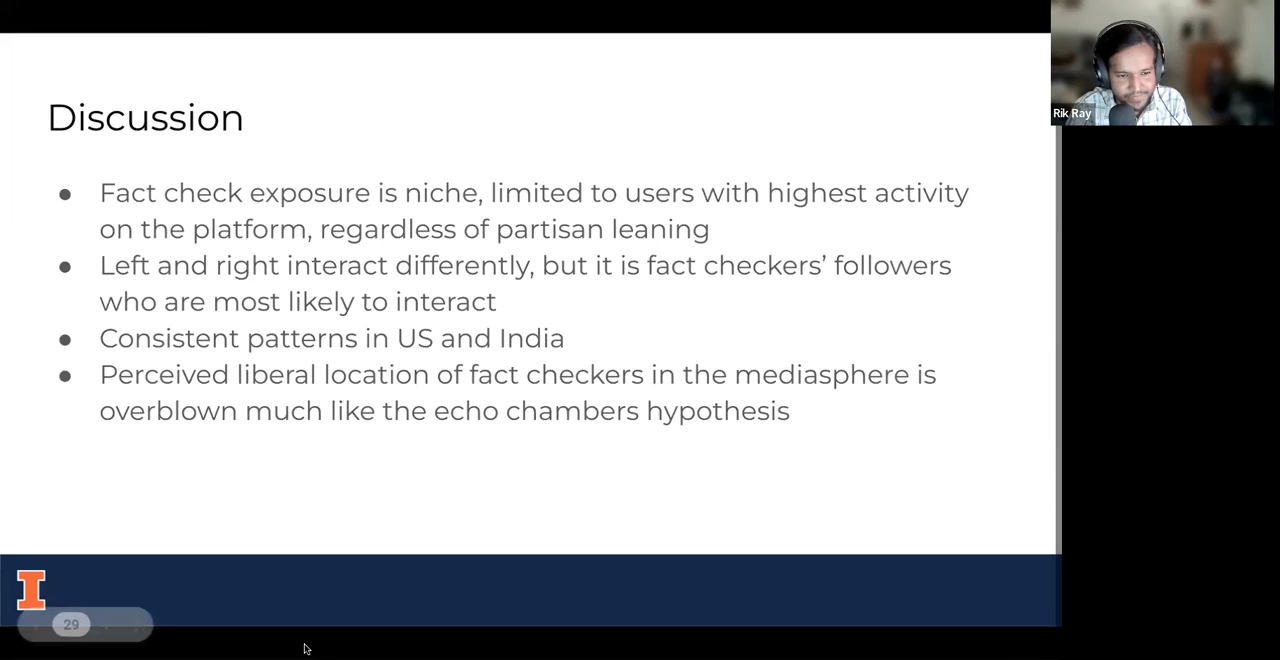 Discussion
● Fact check exposure is niche, limited to users with highest activity
on the platform, regardless of partisan leaning
● Left and right interact differently, but it is fact checkers’ followers
who are most likely to interact
● Consistent patterns in US and India
● Perceived liberal location of fact checkers in the mediasphere is
overblown much like the echo chambers hypothesis
Rik Ray
I
29